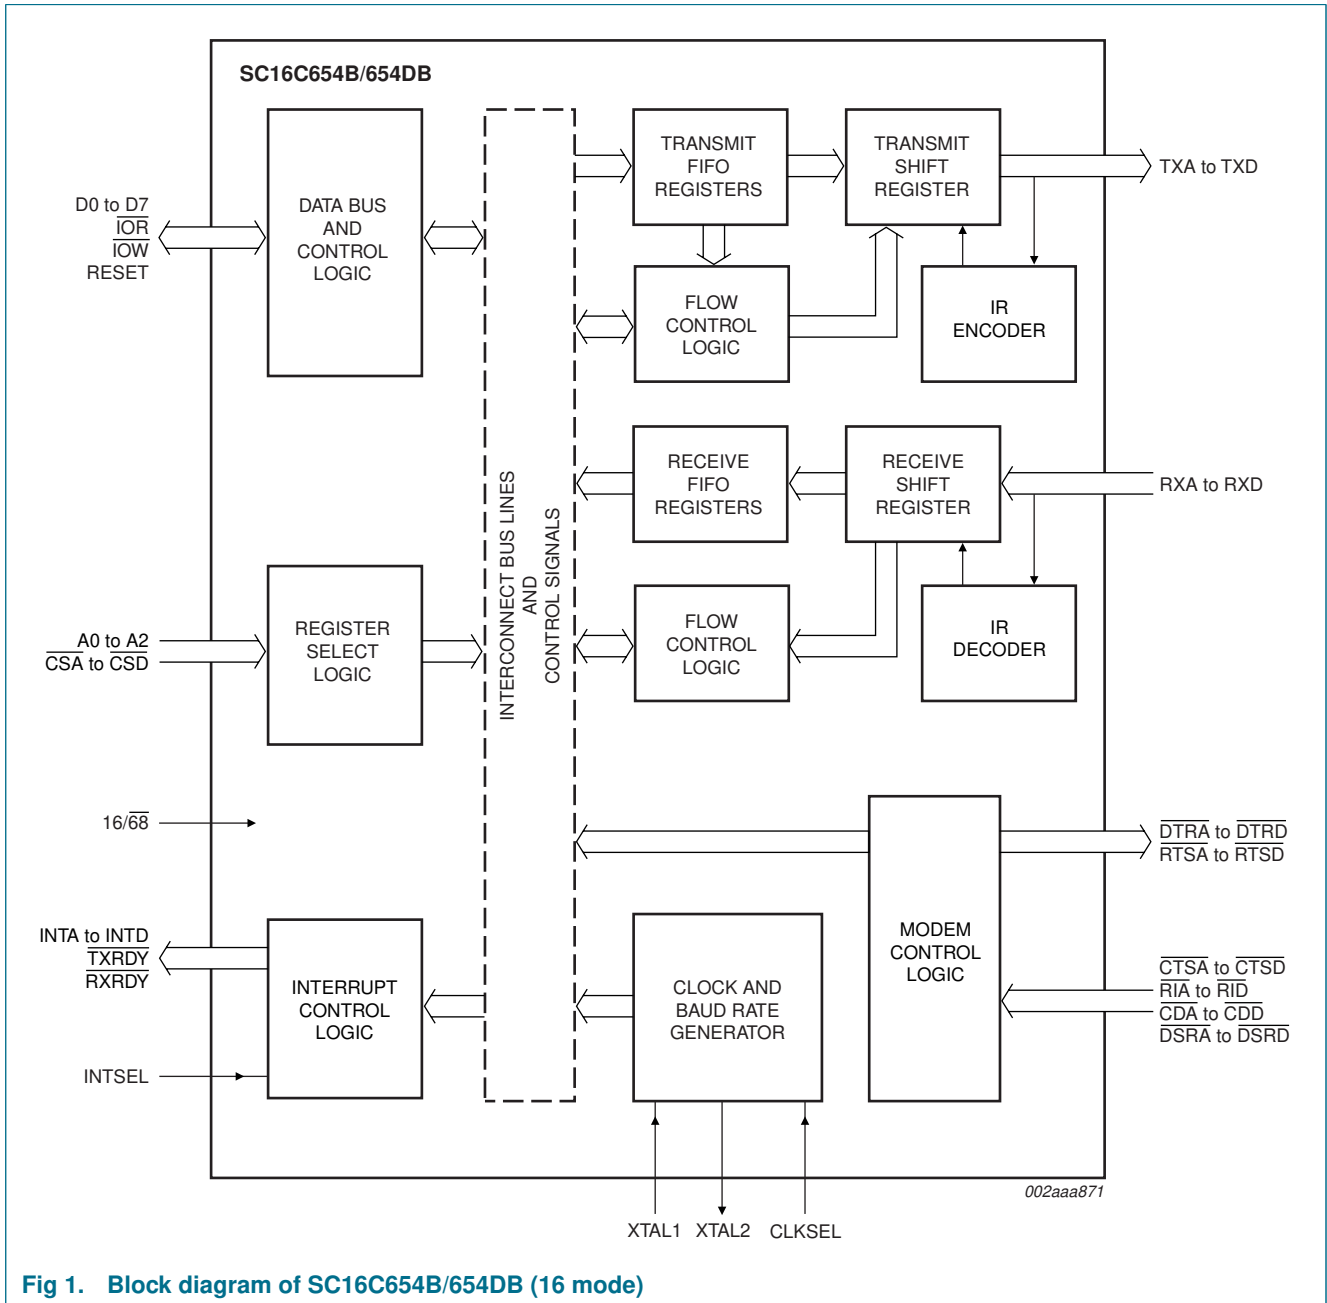 SC16C654B/654DB
D0 to D7
IOR
IOW
RESET
DATA BUS
AND
CONTROL
LOGIC
TRANSMIT
FIFO
REGISTERS
TRANSMIT
SHIFT
REGISTER
TXA to TXD
FLOW
CONTROL
LOGIC
IR
ENCODER
INTERCONNECT BUS LINES
AND
CONTROL SIGNALS
RECEIVE
FIFO
REGISTERS
RECEIVE
SHIFT
REGISTER
RXA to RXD
A0 to A2
CSA to CSD
REGISTER
SELECT
LOGIC
FLOW
CONTROL
LOGIC
IR
DECODER
16/68
DTRA to DTRD
RTSA to RTSD
MODEM
CONTROL
LOGIC
CTSA to CTSD
RIA to RID
CDA to CDD
DSRA to DSRD
INTA to INTD
TXRDY
RXRDY
INTERRUPT
CONTROL
LOGIC
CLOCK AND
BAUD RATE
GENERATOR
INTSEL
002aaa871
XTAL1 XTAL2 CLKSEL
Fig 1. Block diagram of SC16C654B/654DB (16 mode)